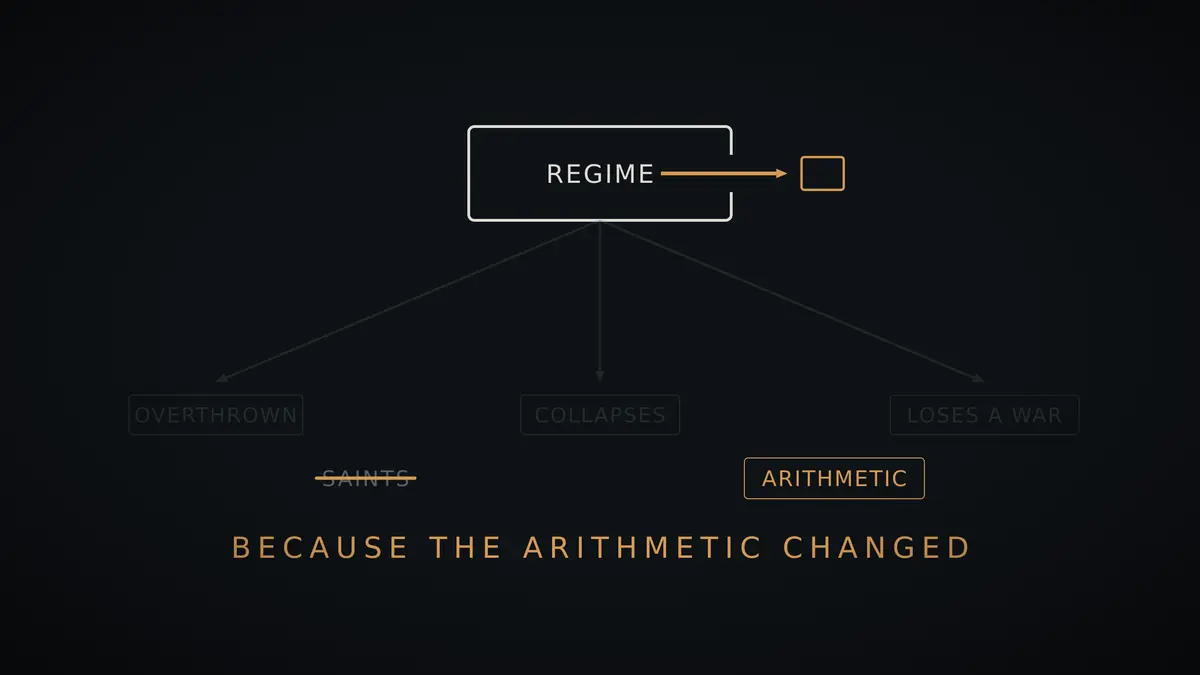 REGIME
OVERTHROWN COLLAPSES LOSES A WAR
SAINTS ARITHMETIC
BECAUSE THE ARITHMETIC CHANGED